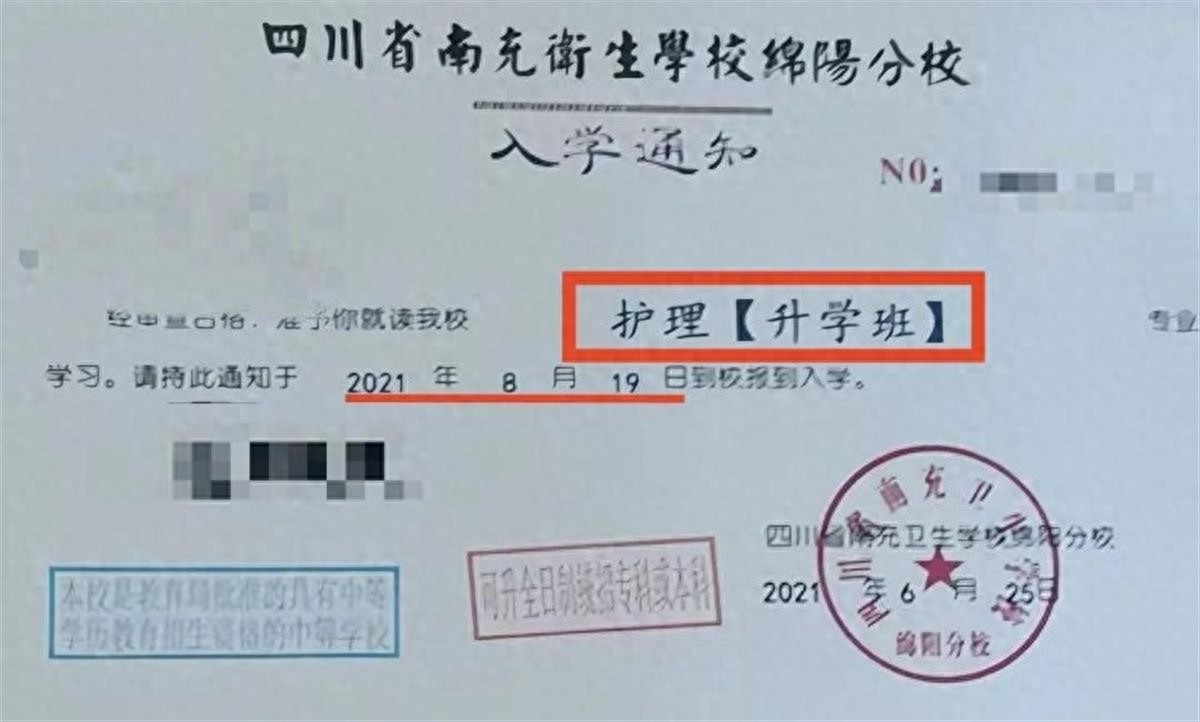 四川省南充衛生學校绵陽分校
入学通知
N0:
经审查合格，准予你就读我校 护理【升学班】 专业
学习。请持此通知于 2021 年 8 月 19 日到校报到入学。
四川省南充卫生学校绵阳分校
2021 年 6 月 25日
本校是教育局批准的具有中等
学历教育招生资格的中等学校
可升全日制统招专科或本科
绵阳分校